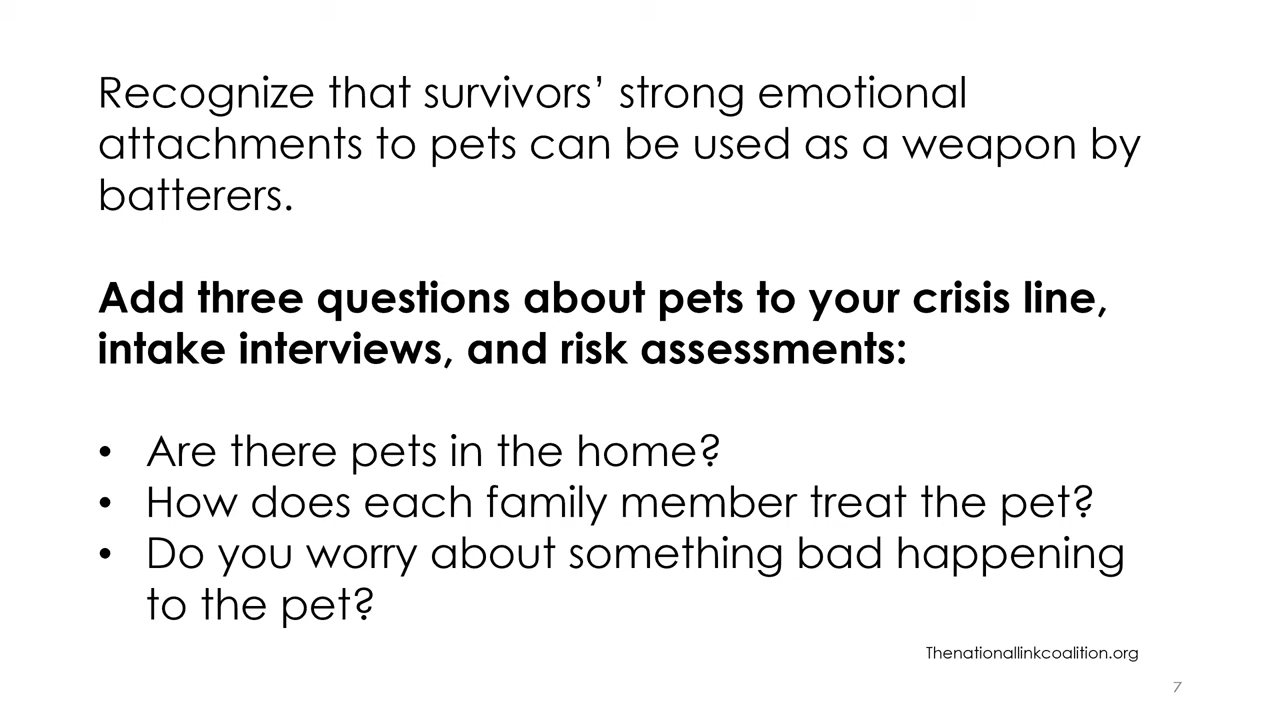 Recognize that survivors’ strong emotional
attachments to pets can be used as a weapon by
batterers.
Add three questions about pets to your crisis line,
intake interviews, and risk assessments:
• Are there pets in the home?
• How does each family member treat the pet?
• Do you worry about something bad happening
to the pet?
Thenationallinkcoalition.org
7